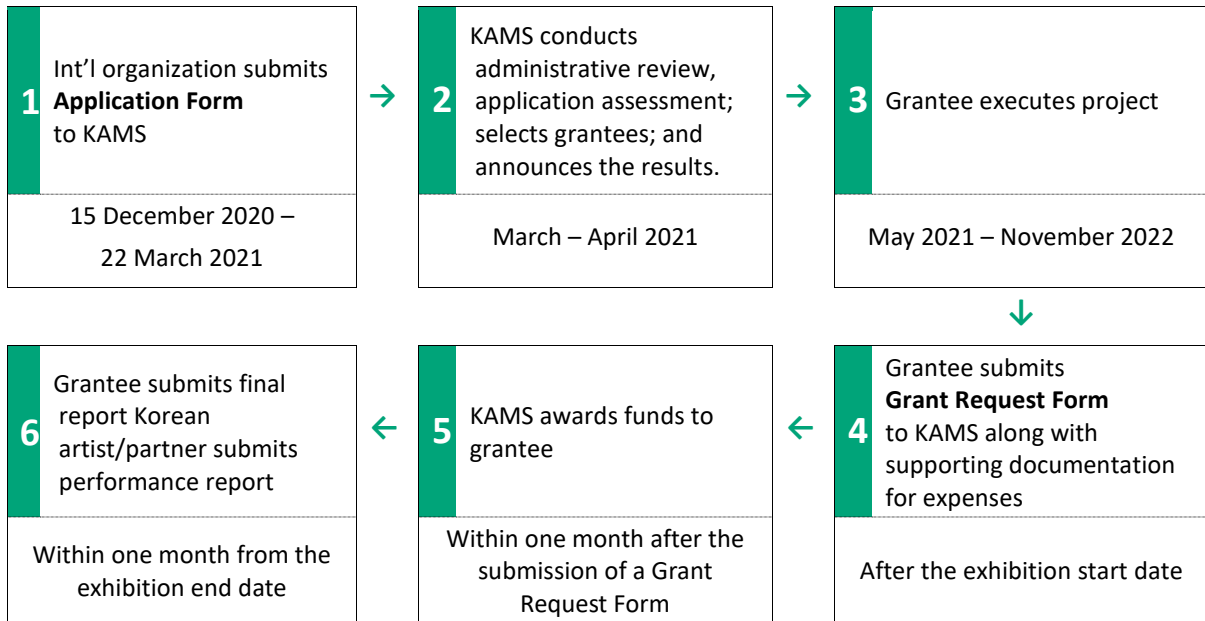 1
Int’l organization submits
Application Form
to KAMS
15 December 2020 –
22 March 2021
→
2
KAMS conducts
administrative review,
application assessment;
selects grantees; and
announces the results.
March – April 2021
→
3
Grantee executes project
May 2021 – November 2022
↓
4
Grantee submits
Grant Request Form
to KAMS along with
supporting documentation
for expenses
After the exhibition start date
←
5
KAMS awards funds to
grantee
Within one month after the
submission of a Grant
Request Form
←
6
Grantee submits final
report Korean
artist/partner submits
performance report
Within one month from the
exhibition end date